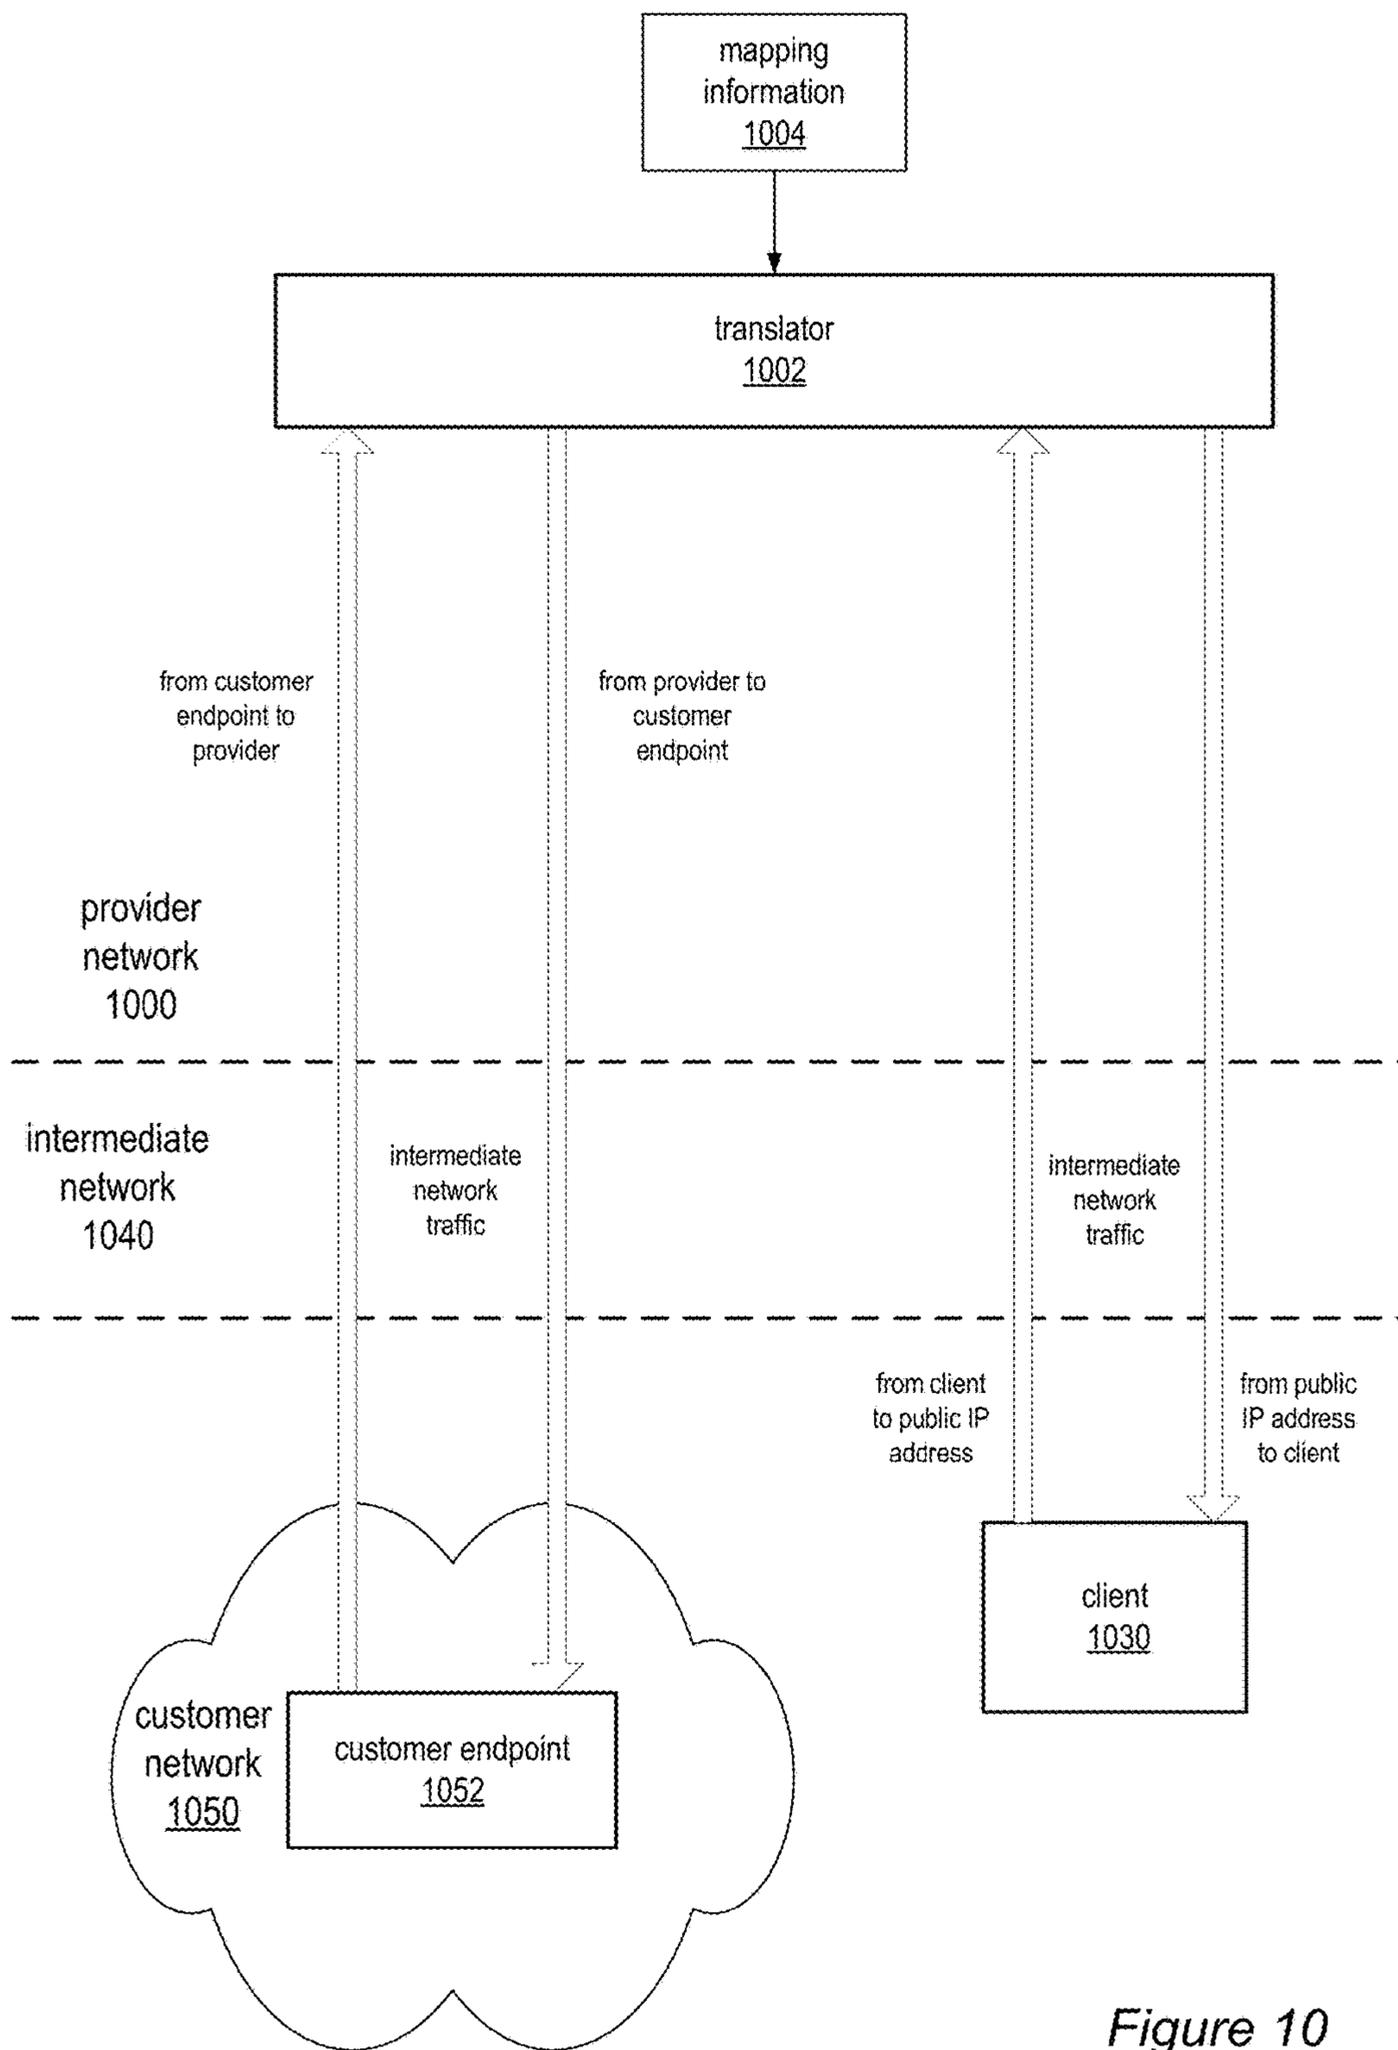 mapping
information
1004
translator
1002
from customer
endpoint to
provider
from provider to
customer
endpoint
provider
network
1000
intermediate
network
1040
intermediate
network
traffic
intermediate
network
traffic
from client
to public IP
address
from public
IP address
to client
client
1030
customer
network
1050
customer endpoint
1052
Figure 10